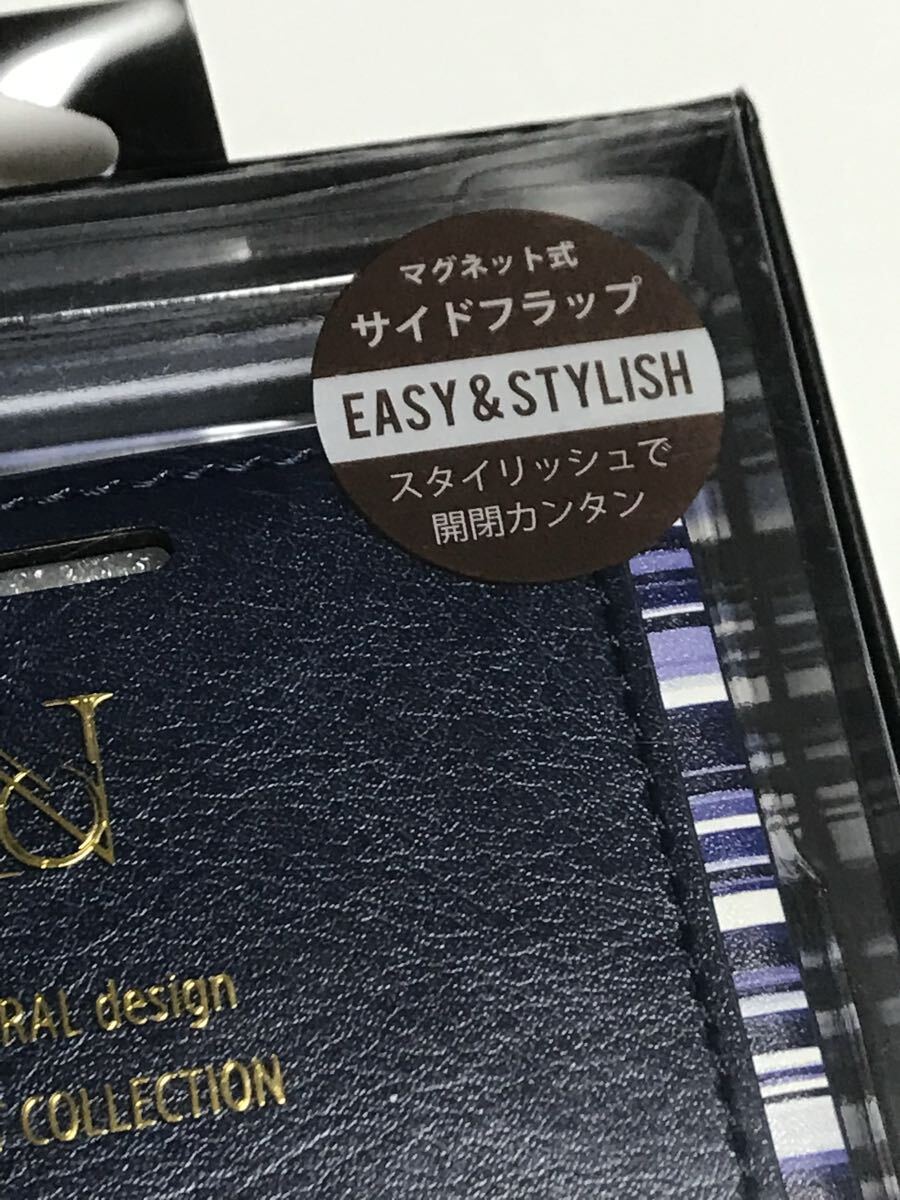 マグネット式
サイドフラップ
EASY & STYLISH
スタイリッシュで
開閉カンタン
N
RAL design
COLLECTION